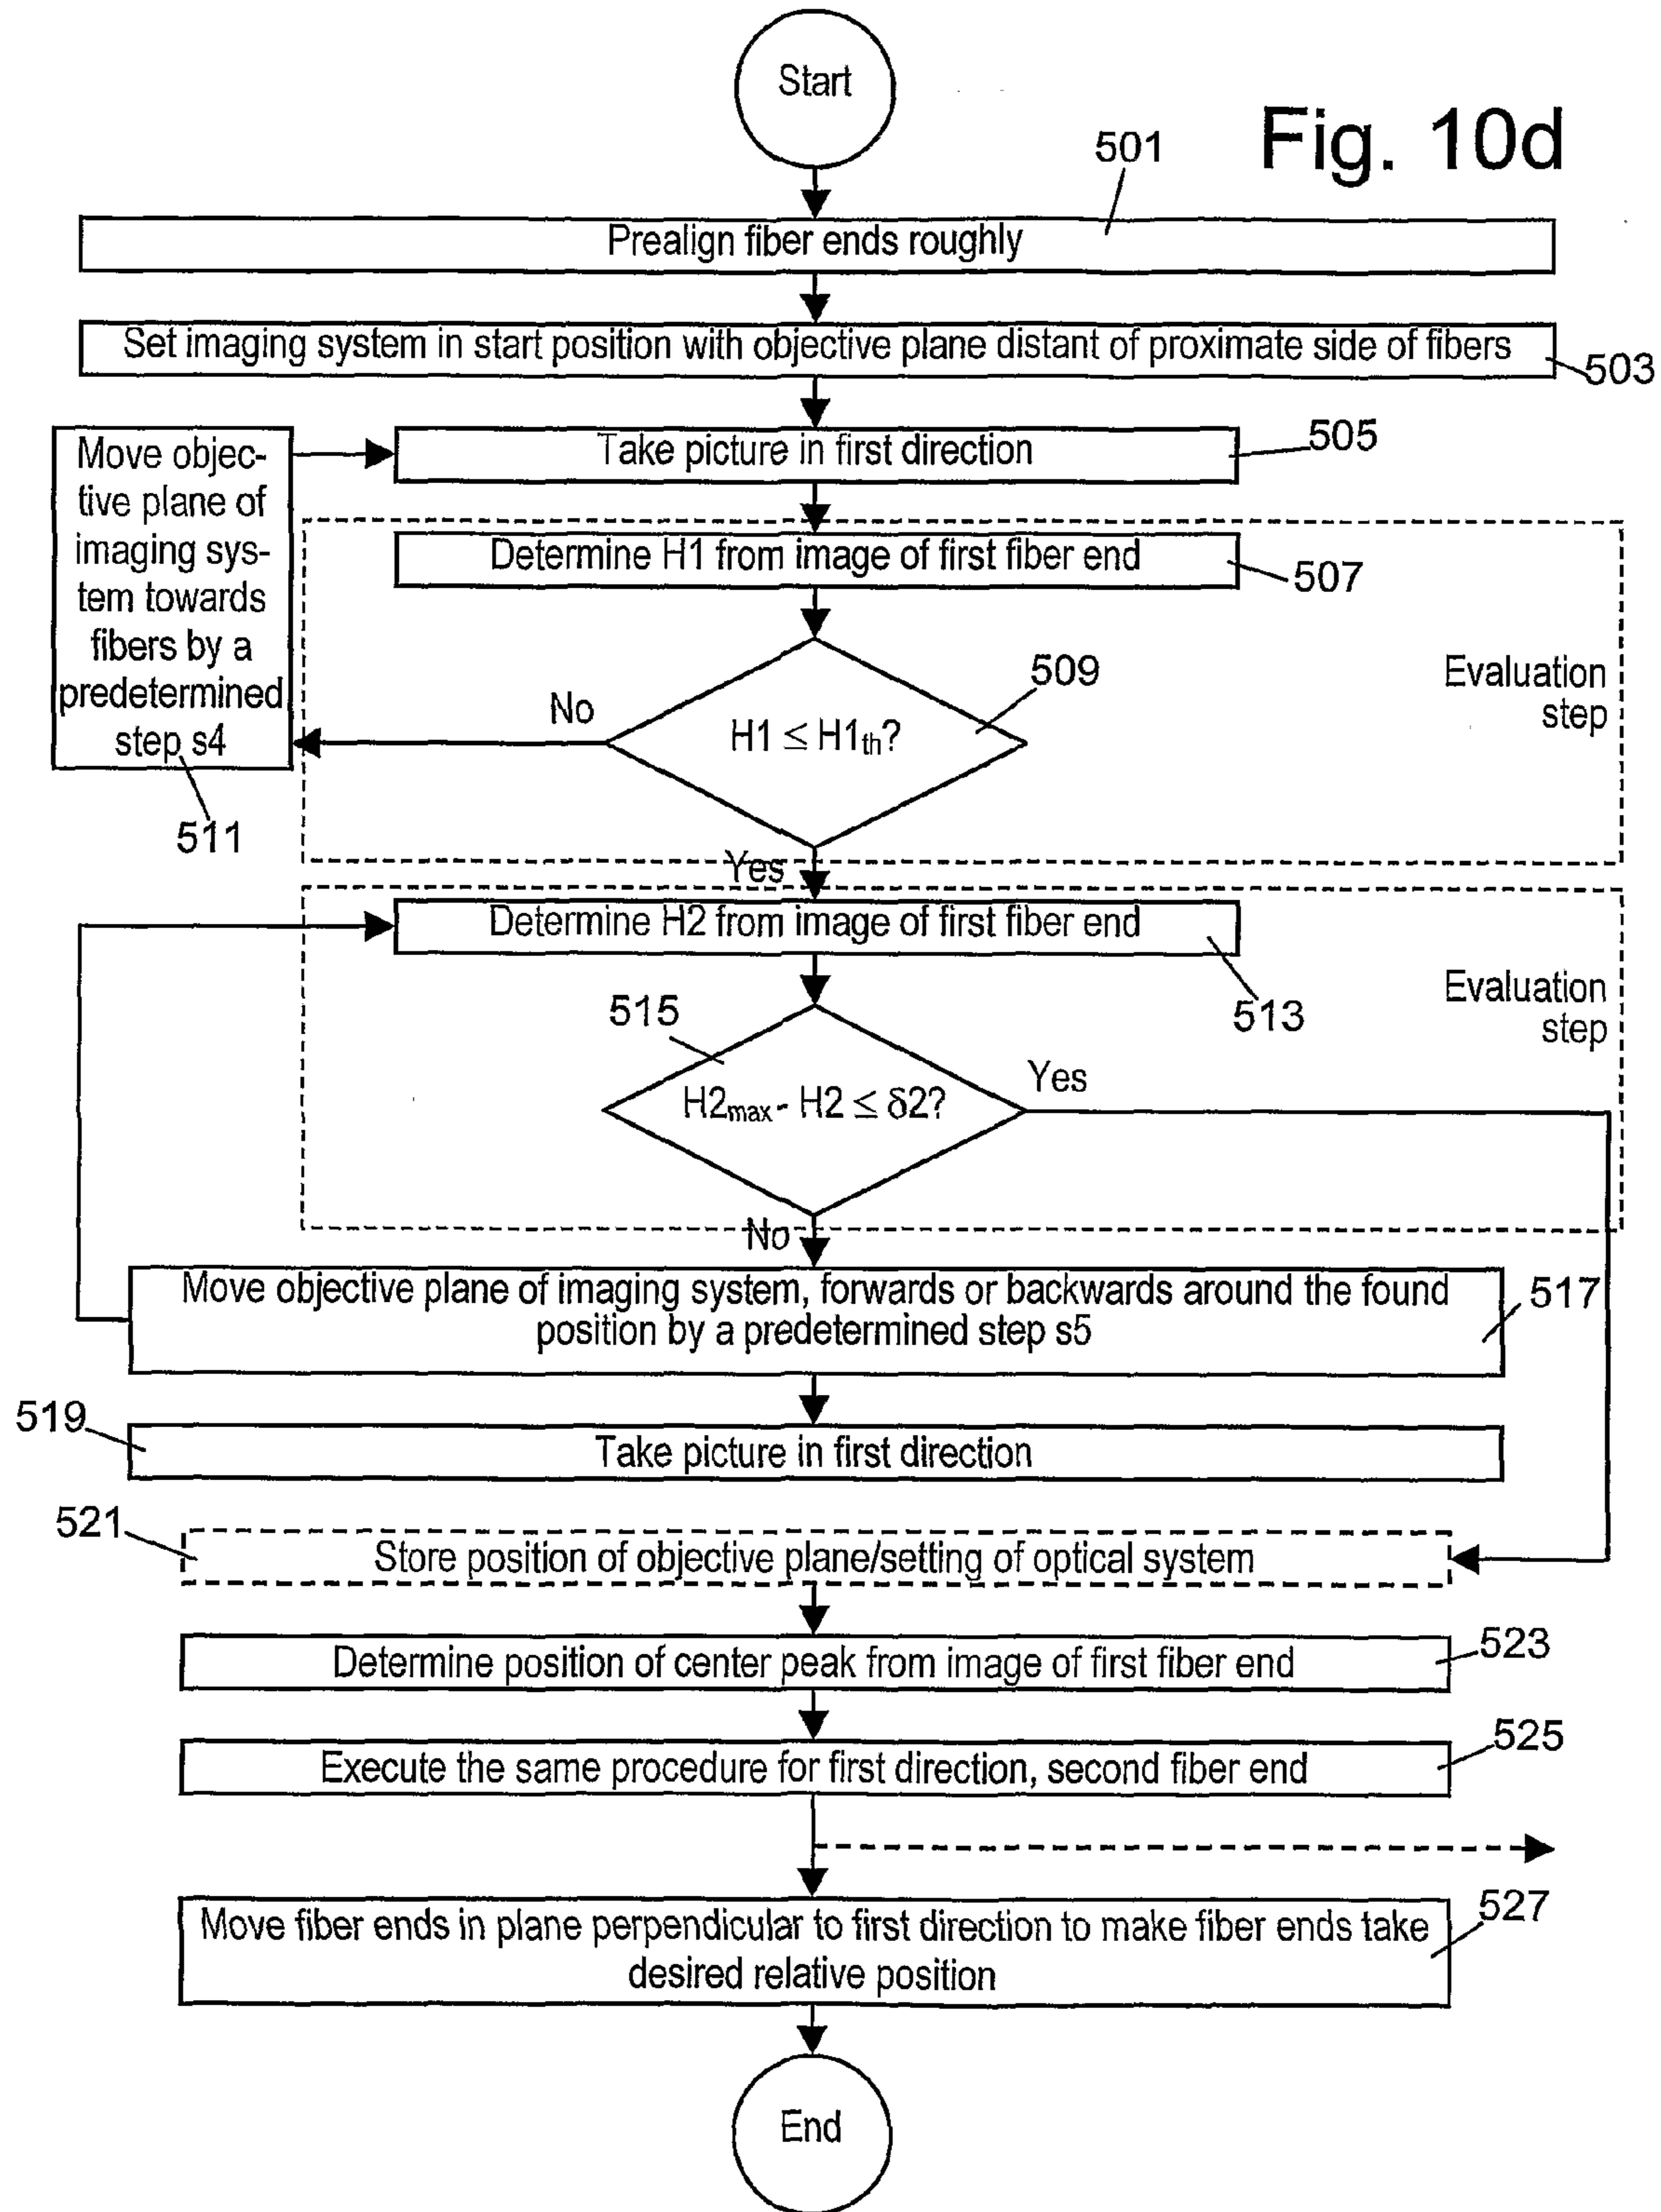 Start
Fig. 10d
501
Prealign fiber ends roughly
Set imaging system in start position with objective plane distant of proximate side of fibers
503
Move objec-
tive plane of
imaging sys-
tem towards
fibers by a
predetermined
step s4
511
Take picture in first direction
505
Determine H1 from image of first fiber end
507
Evaluation
step
509
H1 ≤ H1th?
No
Yes
Determine H2 from image of first fiber end
513
Evaluation
step
515
H2max - H2 ≤ δ2?
Yes
No
Move objective plane of imaging system, forwards or backwards around the found
position by a predetermined step s5
517
519
Take picture in first direction
521
Store position of objective plane/setting of optical system
Determine position of center peak from image of first fiber end
523
Execute the same procedure for first direction, second fiber end
525
Move fiber ends in plane perpendicular to first direction to make fiber ends take
desired relative position
527
End